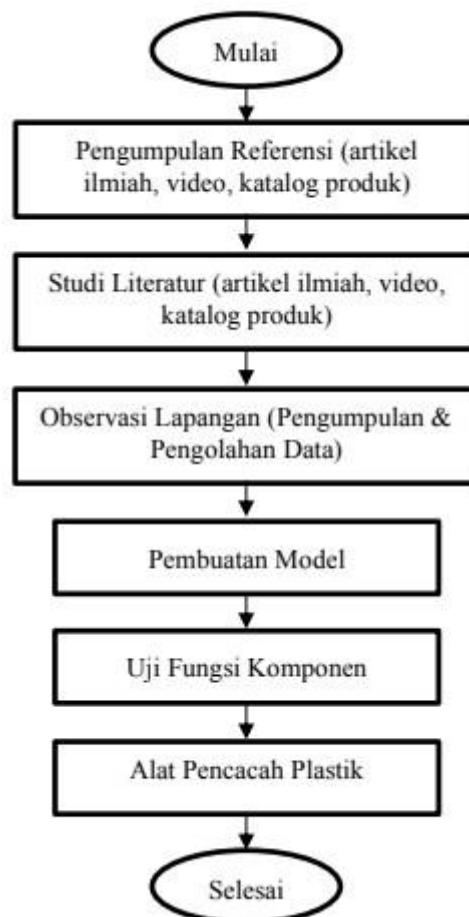 Mulai
Pengumpulan Referensi (artikel
ilmiah, video, katalog produk)
Studi Literatur (artikel ilmiah, video,
katalog produk)
Observasi Lapangan (Pengumpulan &
Pengolahan Data)
Pembuatan Model
Uji Fungsi Komponen
Alat Pencacah Plastik
Selesai